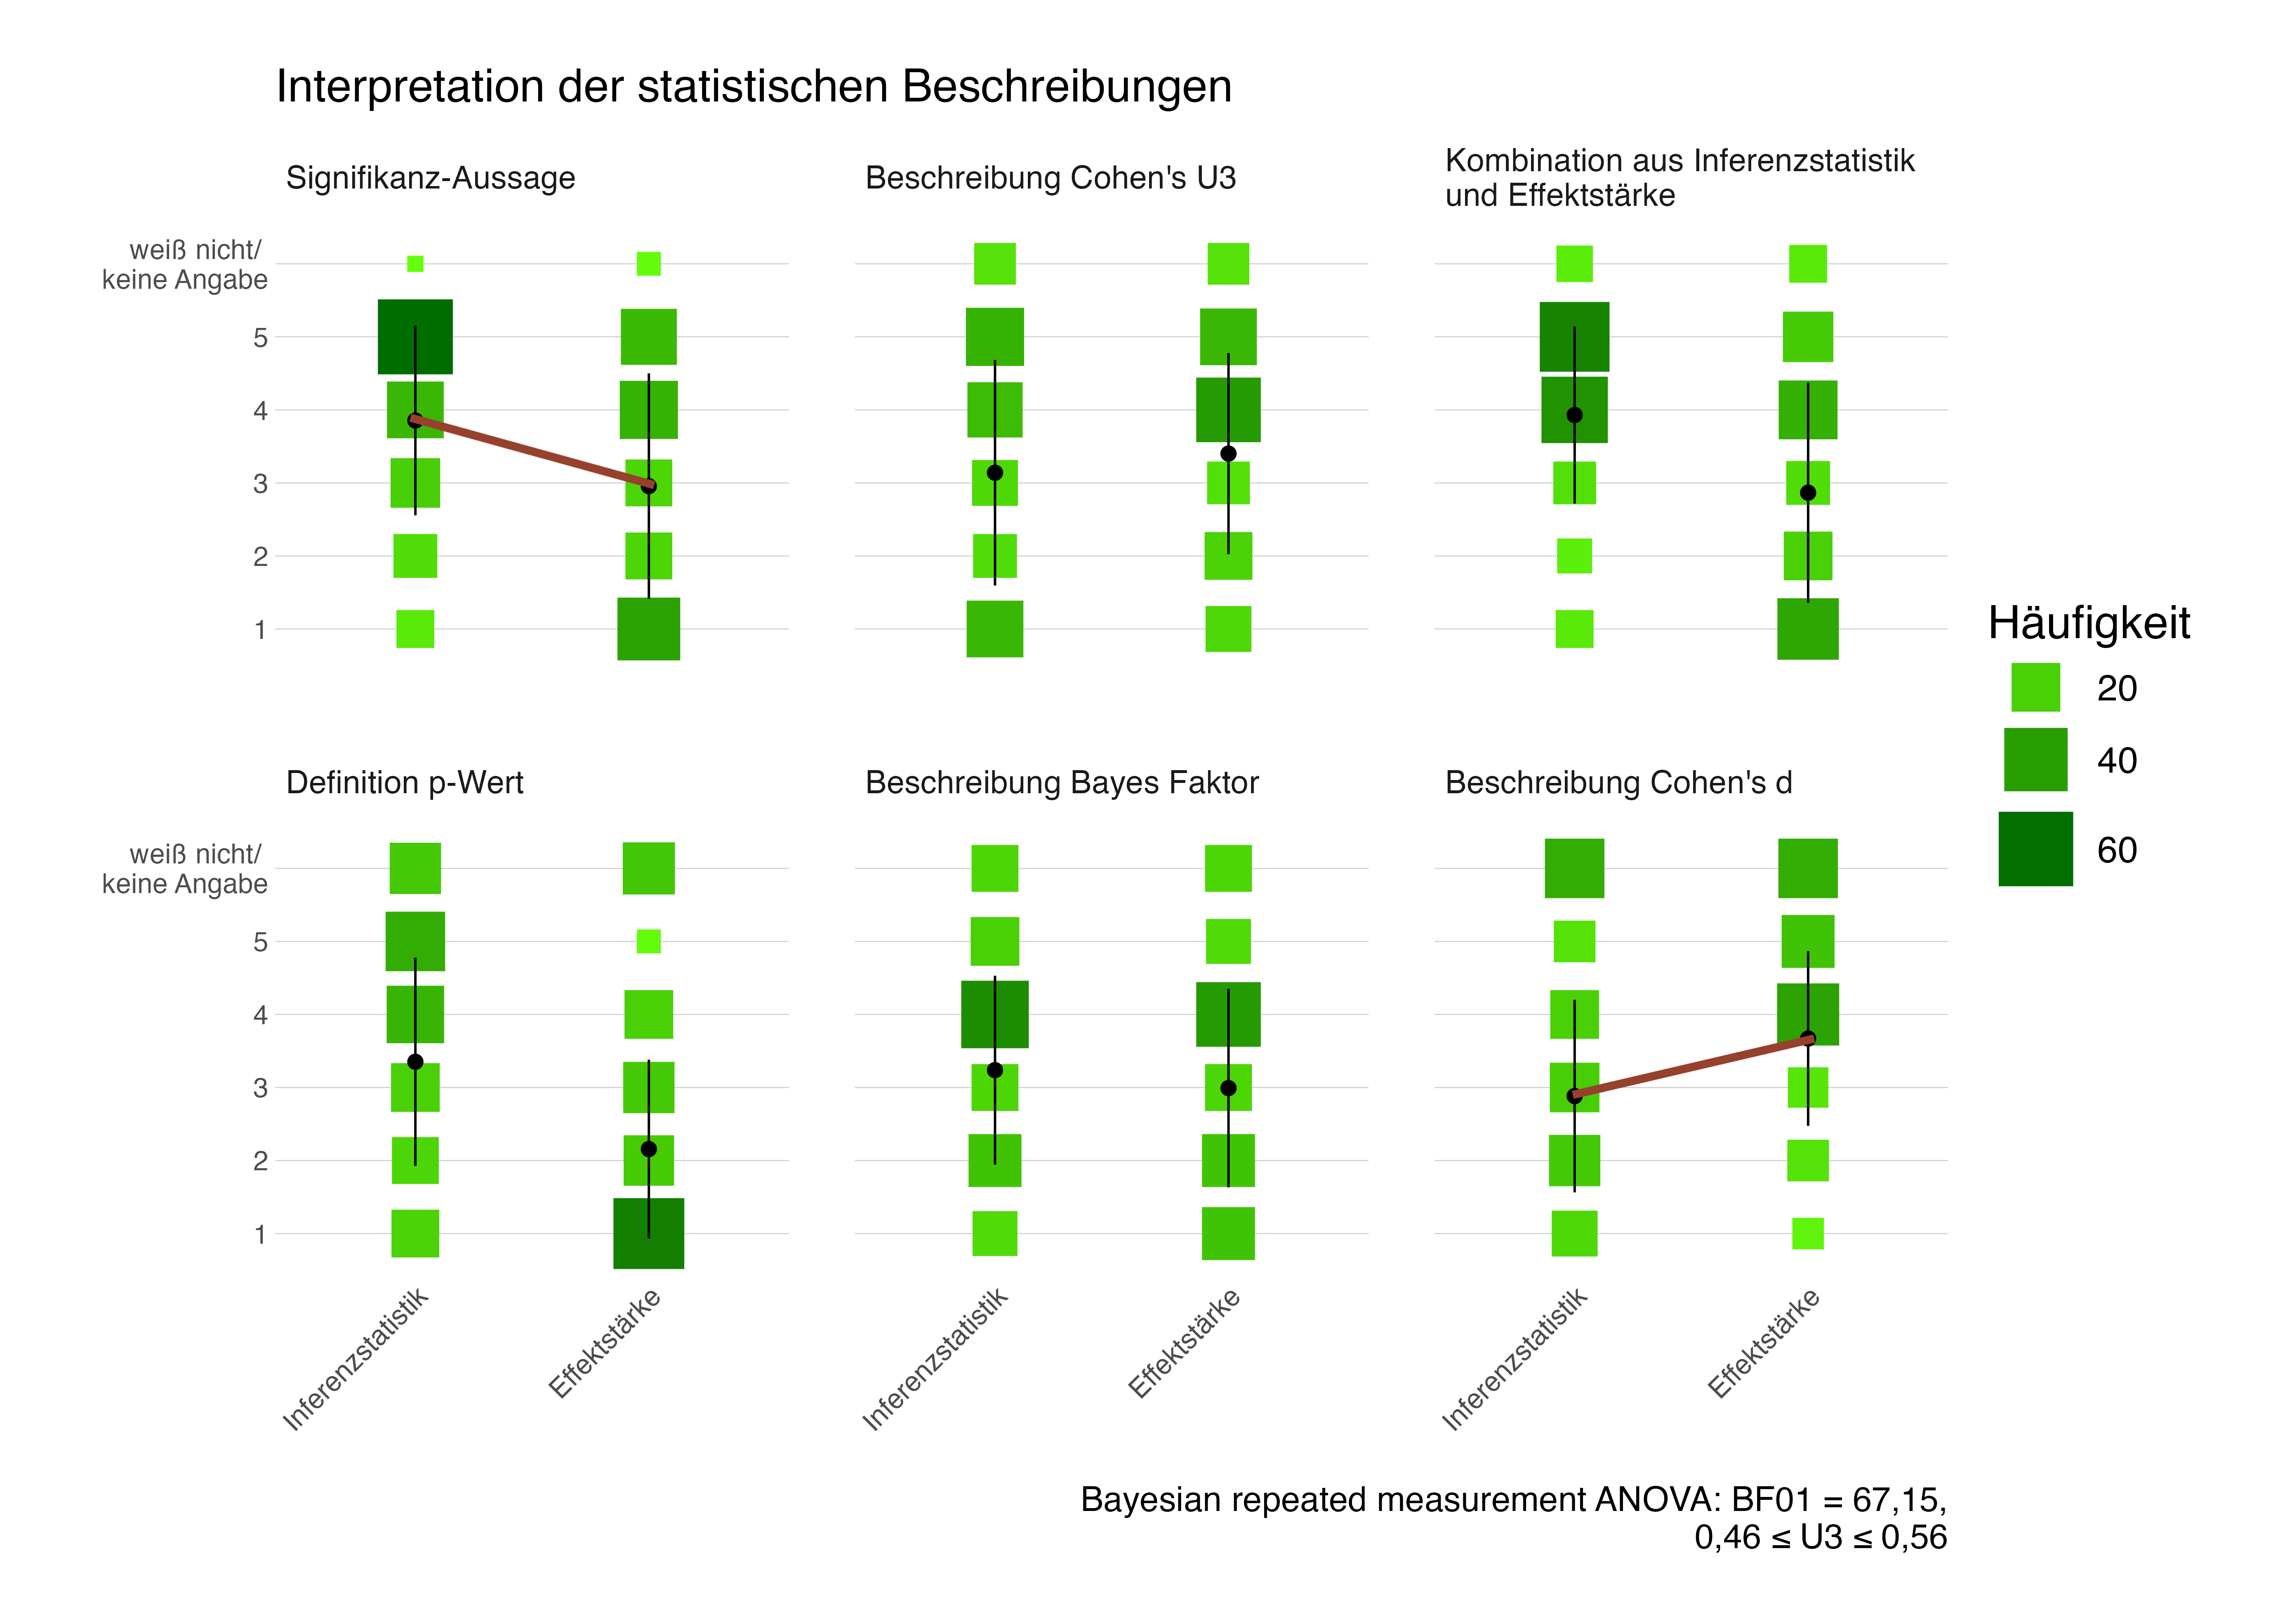 Interpretation der statistischen Beschreibungen
Signifikanz-Aussage
Beschreibung Cohen's U3
Kombination aus Inferenzstatistik
und Effektstärke
weiß nicht/
keine Angabe
5
4
3
2
1
Definition p-Wert
Beschreibung Bayes Faktor
Beschreibung Cohen's d
weiß nicht/
keine Angabe
5
4
3
2
1
Inferenzstatistik
Effektstärke
Inferenzstatistik
Effektstärke
Inferenzstatistik
Effektstärke
Häufigkeit
20
40
60
Bayesian repeated measurement ANOVA: BF01 = 67,15,
0,46 ≤ U3 ≤ 0,56